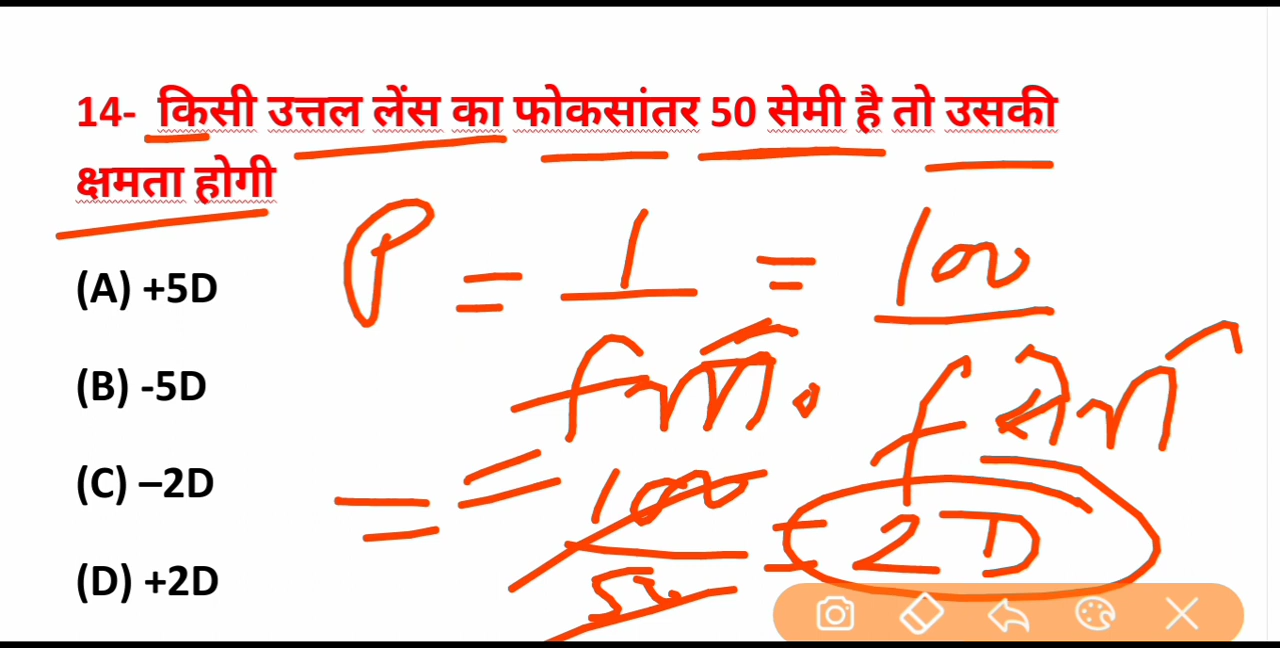 14- किसी उत्तल लेंस का फोकसांतर 50 सेमी है तो उसकी
क्षमता होगी
(A) +5D
(B) -5D
(C) –2D
(D) +2D
P = 1 = 100
f मी. f सेमी
= = 100 = 2D
50